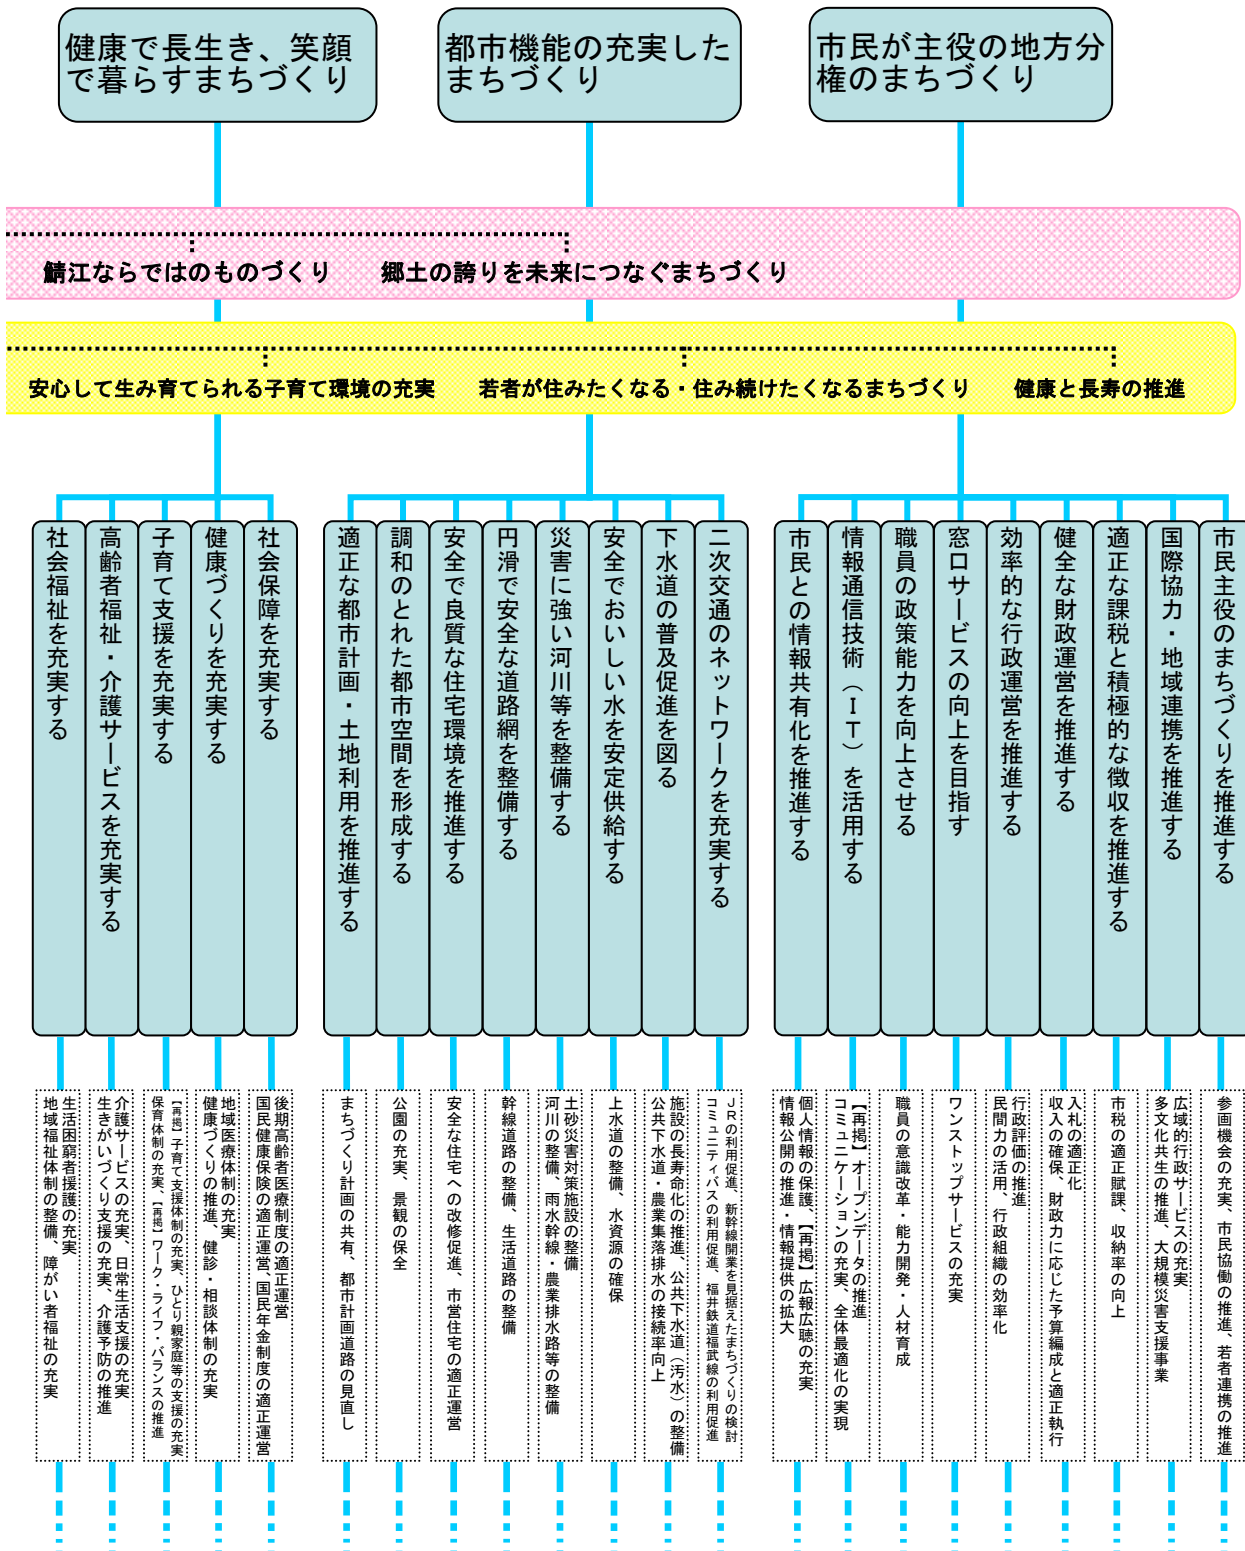 健康で長生き、笑顔
で暮らすまちづくり
都市機能の充実した
まちづくり
市民が主役の地方分
権のまちづくり
鯖江ならではのものづくり
郷土の誇りを未来につなぐまちづくり
安心して生み育てられる子育て環境の充実
若者が住みたくなる・住み続けたくなるまちづくり
健康と長寿の推進
社会福祉を充実する
高齢者福祉・介護サービスを充実する
子育て支援を充実する
健康づくりを充実する
社会保障を充実する
適正な都市計画・土地利用を推進する
調和のとれた都市空間を形成する
安全で良質な住宅環境を推進する
円滑で安全な道路網を整備する
災害に強い河川等を整備する
安全でおいしい水を安定供給する
下水道の普及促進を図る
二次交通のネットワークを充実する
市民との情報共有化を推進する
情報通信技術（IT）を活用する
職員の政策能力を向上させる
窓口サービスの向上を目指す
効率的な行政運営を推進する
健全な財政運営を推進する
適正な課税と積極的な徴収を推進する
国際協力・地域連携を推進する
市民主役のまちづくりを推進する
生活困窮者援護の充実
地域福祉体制の整備、障がい者福祉の充実
介護サービスの充実、日常生活支援の充実
生きがいづくり支援の充実、介護予防の推進
【再掲】子育て支援体制の充実、ひとり親家庭等の支援の充実
保育体制の充実、【再掲】ワーク・ライフ・バランスの推進
地域医療体制の充実
健康づくりの推進、健診・相談体制の充実
後期高齢者医療制度の適正運営
国民健康保険の適正運営、国民年金制度の適正運営
まちづくり計画の共有、都市計画道路の見直し
公園の充実、景観の保全
安全な住宅への改修促進、市営住宅の適正運営
幹線道路の整備、生活道路の整備
土砂災害対策施設の整備
河川の整備、雨水幹線・農業排水路等の整備
上水道の整備、水資源の確保
施設の長寿命化の推進、公共下水道（汚水）の整備
公共下水道・農業集落排水の接続率向上
JRの利用促進、新幹線開業を見据えたまちづくりの検討
コミュニティバスの利用促進、福井鉄道福武線の利用促進
個人情報の保護、【再掲】広報広聴の充実
情報公開の推進・情報提供の拡大
【再掲】オープンデータの推進
コミュニケーションの充実、全体最適化の実現
職員の意識改革・能力開発・人材育成
ワンストップサービスの充実
行政評価の推進
民間力の活用、行政組織の効率化
入札の適正化
収入の確保、財政力に応じた予算編成と適正執行
市税の適正賦課、収納率の向上
広域的行政サービスの充実
多文化共生の推進、大規模災害支援事業
参画機会の充実、市民協働の推進、若者連携の推進